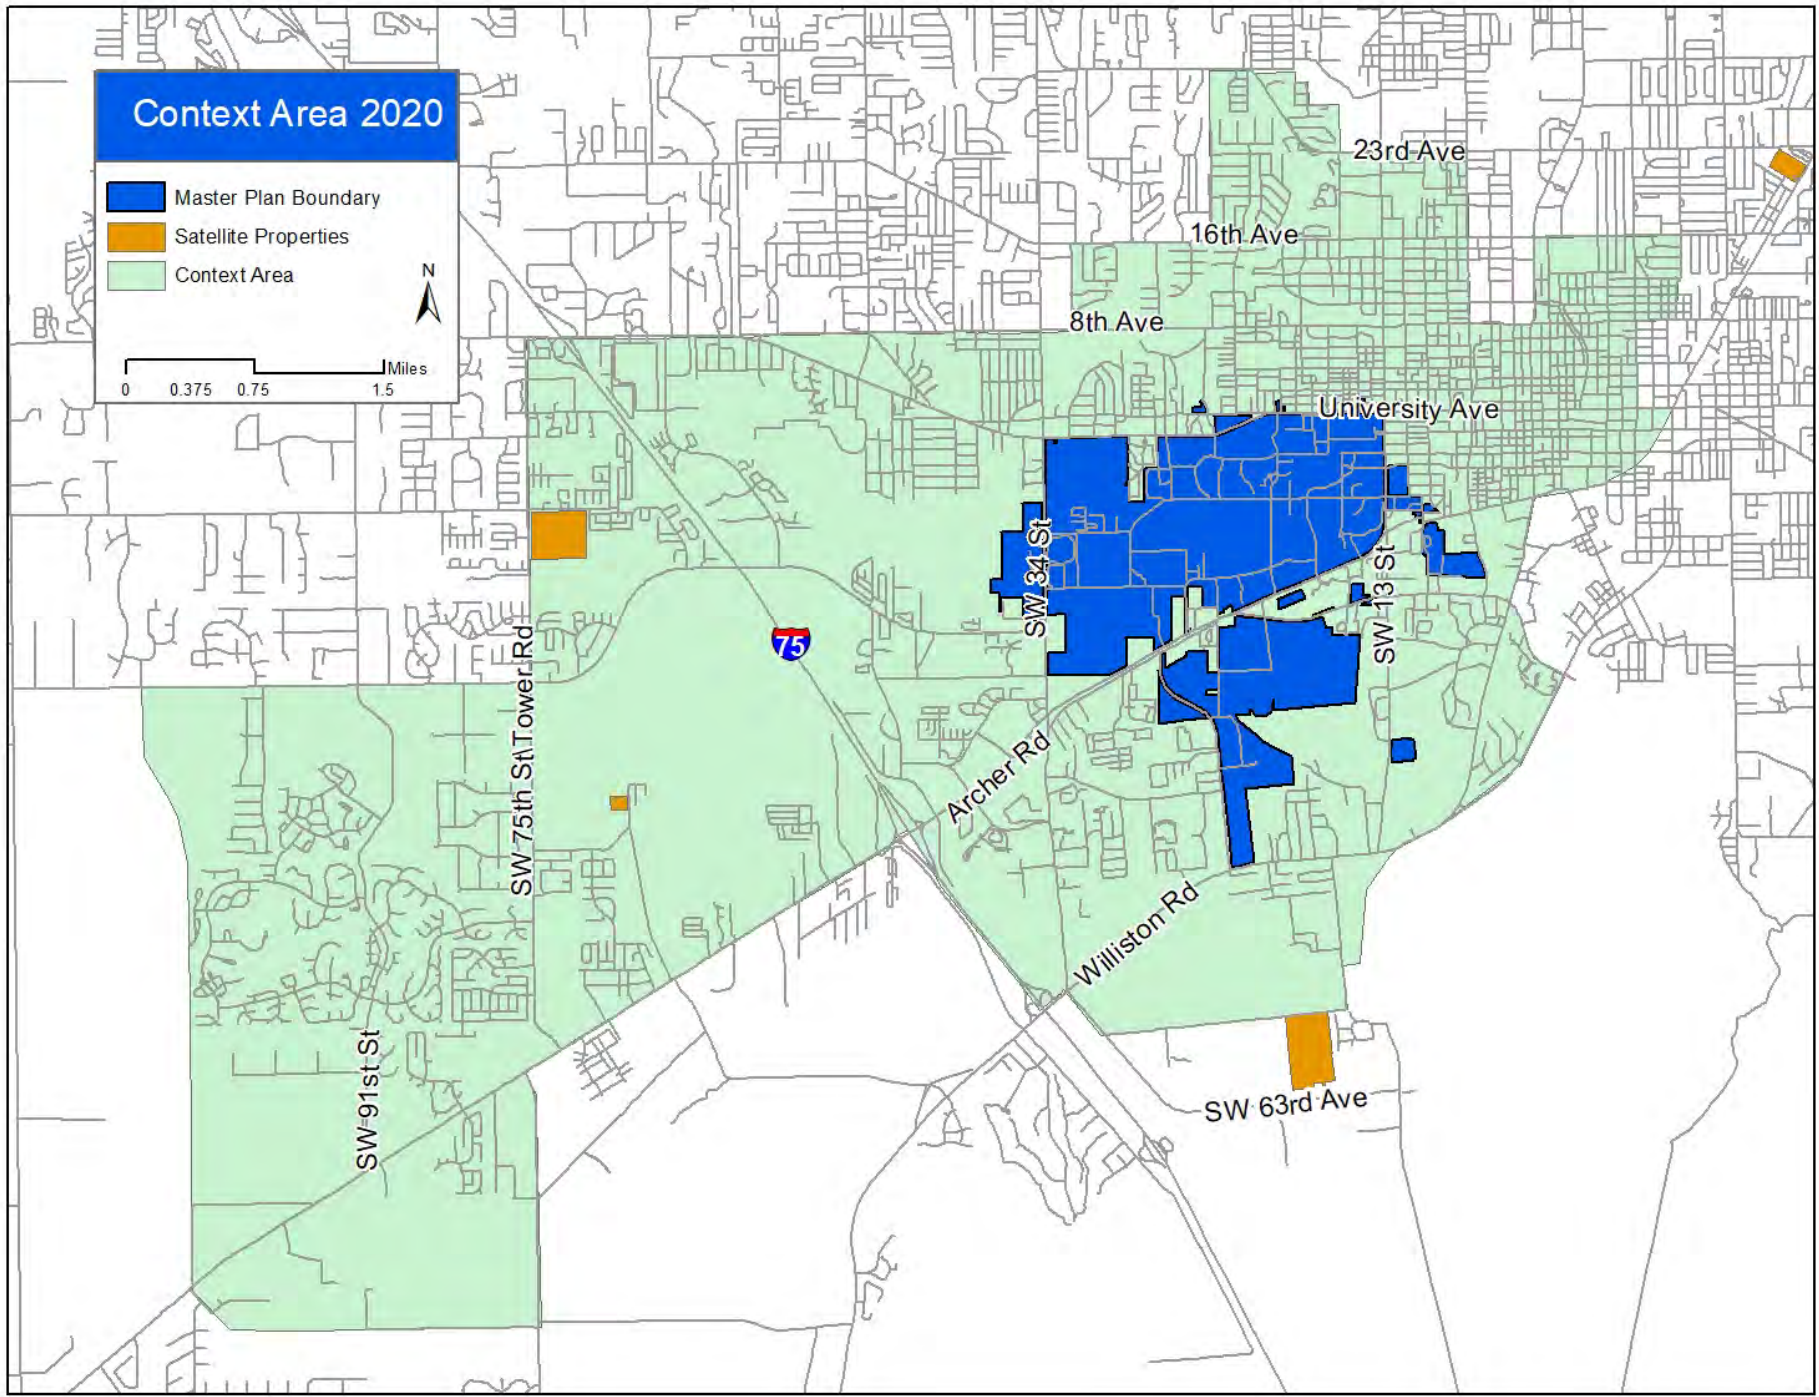 Context Area 2020
Master Plan Boundary
Satellite Properties
Context Area
N
Miles
0 0.375 0.75 1.5
23rd Ave
16th Ave
8th Ave
University Ave
SW 34 St
SW 13 St
75
SW 75th St\Tower Rd
Archer Rd
Williston Rd
SW 91st St
SW 63rd Ave